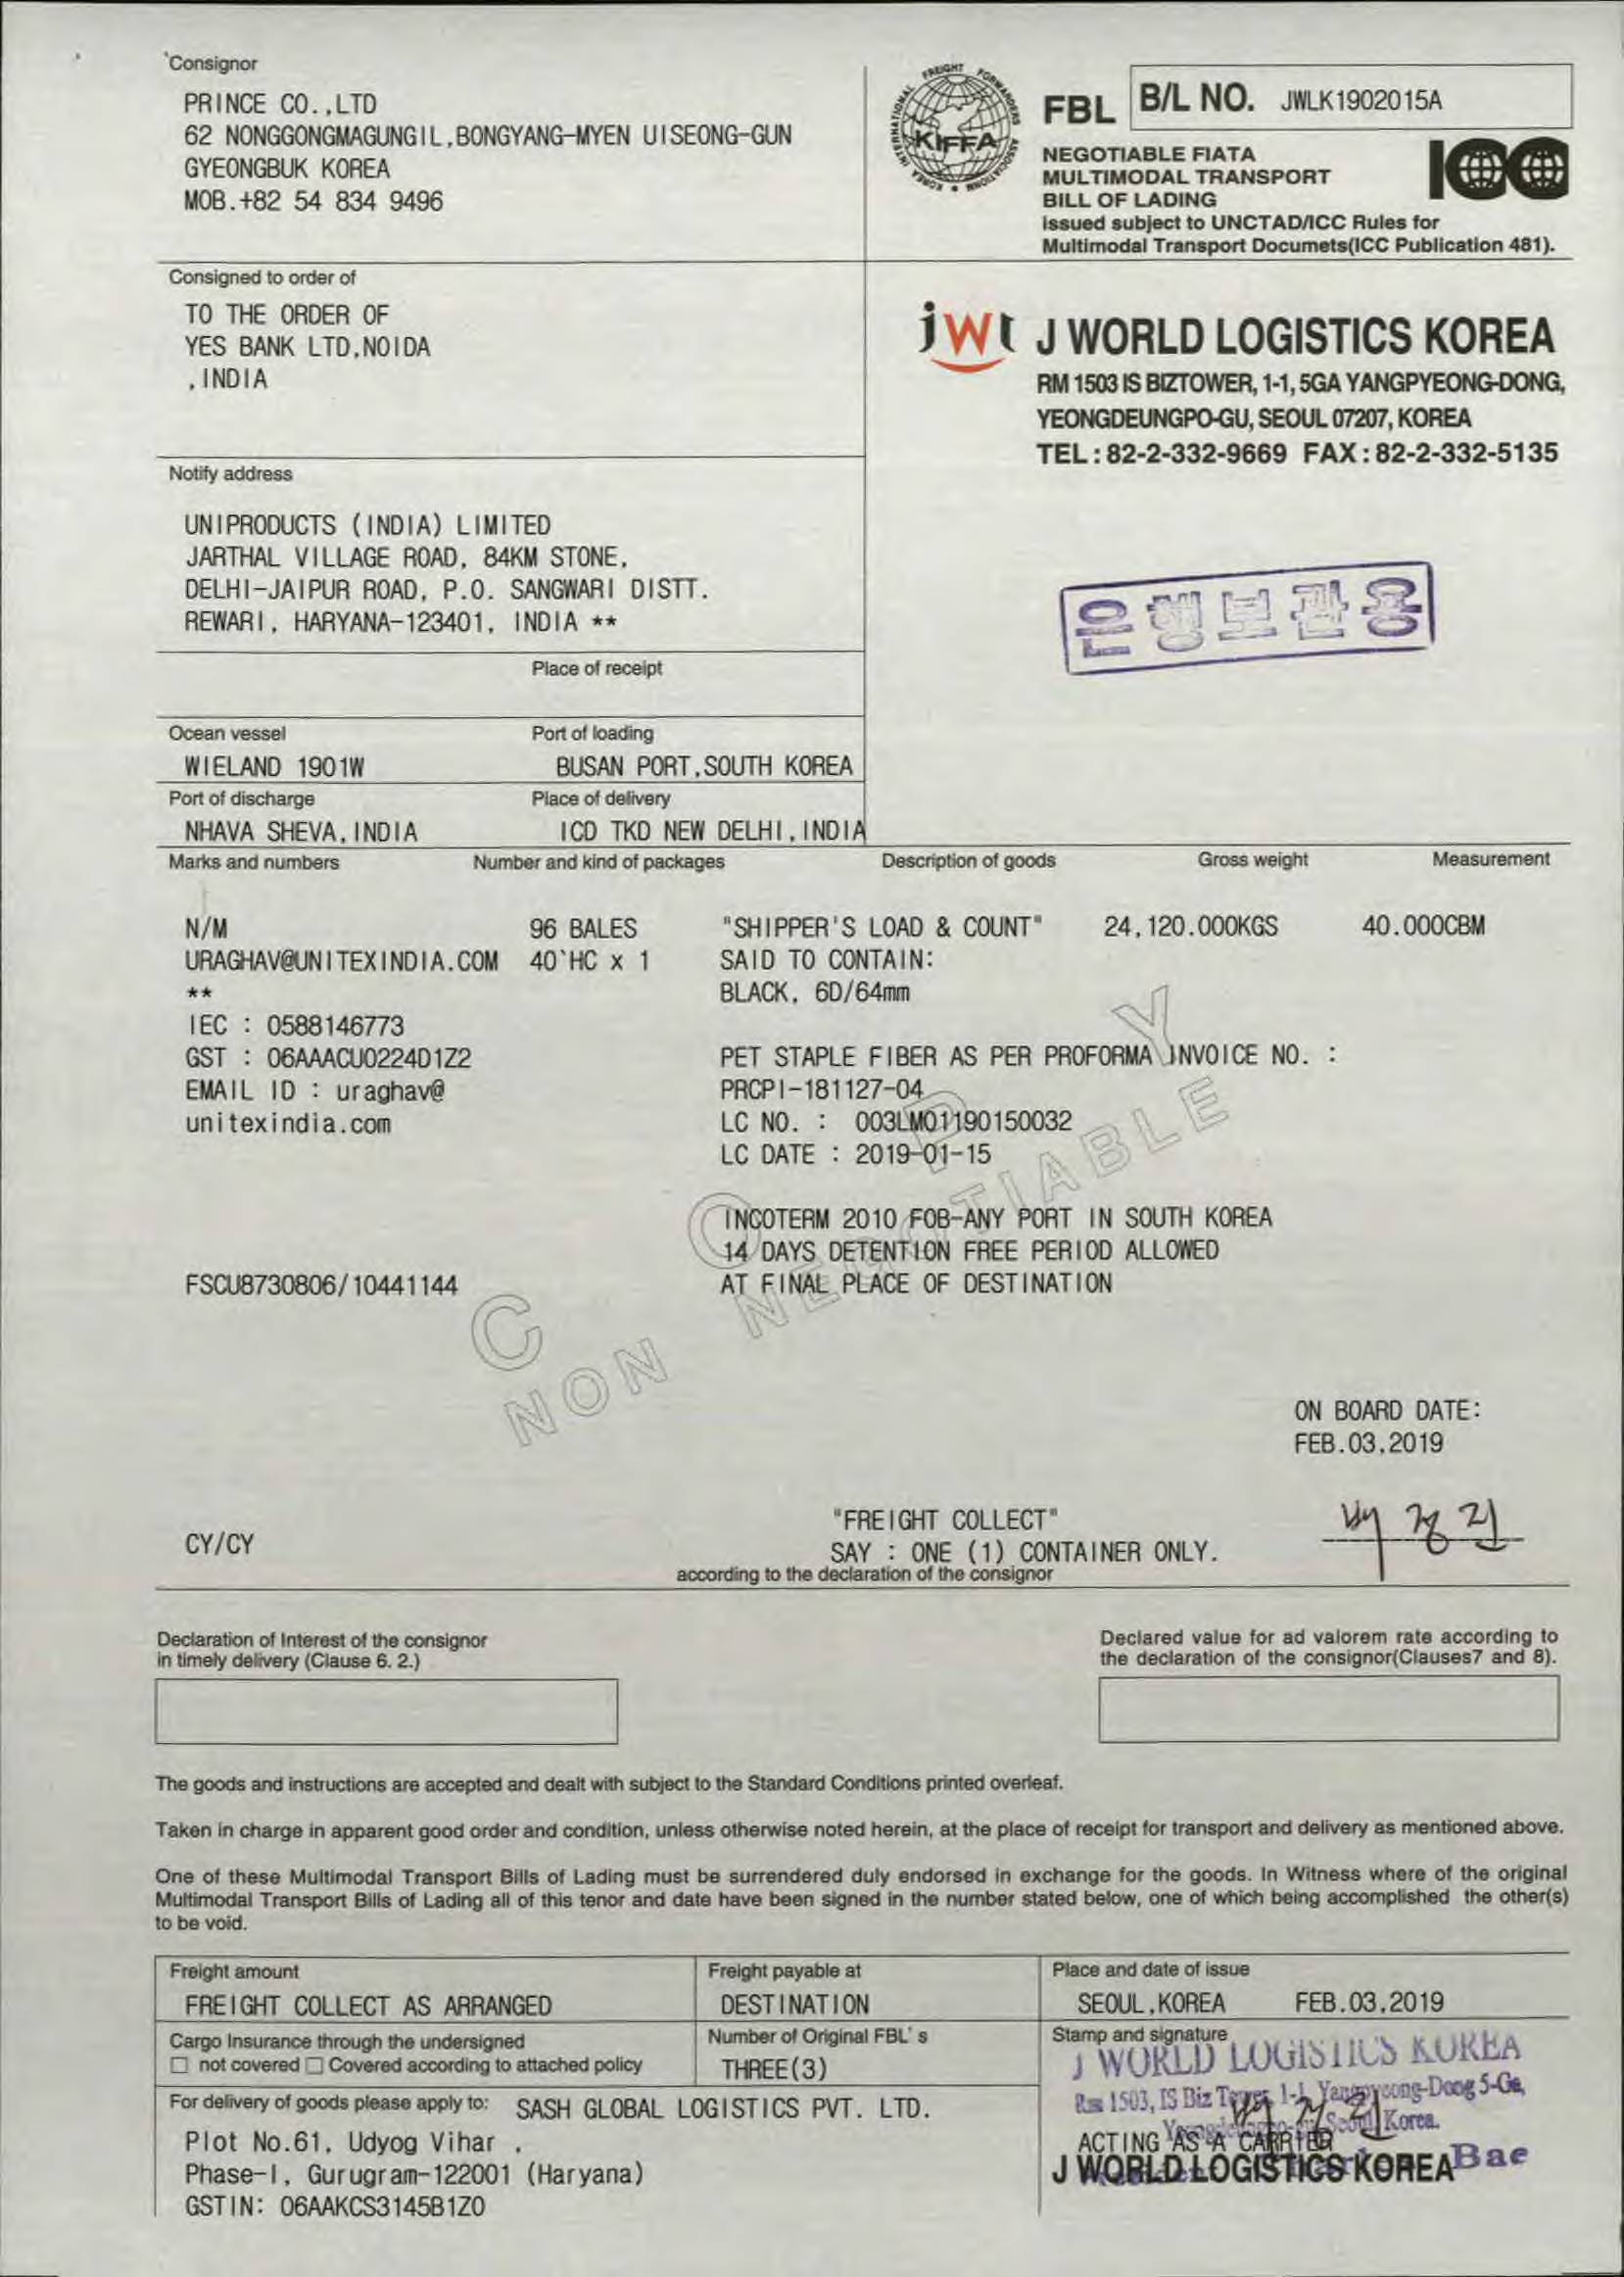 Consignor
PRINCE CO.,LTD
62 NONGGONGMAGUNGIL,BONGYANG-MYEN UISEONG-GUN
GYEONGBUK KOREA
MOB.+82 54 834 9496
KOREA INTERNATIONAL FREIGHT FORWARDERS ASSOCIATION
KIFFA
FBL
B/L NO. JWLK1902015A
NEGOTIABLE FIATA
MULTIMODAL TRANSPORT
BILL OF LADING
ICC
issued subject to UNCTAD/ICC Rules for
Multimodal Transport Documets(ICC Publication 481).
Consigned to order of
TO THE ORDER OF
YES BANK LTD,NOIDA
,INDIA
jwt J WORLD LOGISTICS KOREA
RM 1503 IS BIZTOWER, 1-1, 5GA YANGPYEONG-DONG,
YEONGDEUNGPO-GU, SEOUL 07207, KOREA
TEL : 82-2-332-9669 FAX : 82-2-332-5135
Notify address
UNIPRODUCTS (INDIA) LIMITED
JARTHAL VILLAGE ROAD, 84KM STONE,
DELHI-JAIPUR ROAD, P.O. SANGWARI DISTT.
REWARI, HARYANA-123401, INDIA **
은행보관용
Place of receipt
Ocean vessel Port of loading
WIELAND 1901W BUSAN PORT,SOUTH KOREA
Port of discharge Place of delivery
NHAVA SHEVA,INDIA ICD TKD NEW DELHI,INDIA
Marks and numbers Number and kind of packages Description of goods Gross weight Measurement
N/M 96 BALES "SHIPPER'S LOAD & COUNT" 24,120.000KGS 40.000CBM
URAGHAV@UNITEXINDIA.COM 40`HC x 1 SAID TO CONTAIN:
** BLACK, 6D/64mm
IEC : 0588146773
GST : 06AAACU0224D1Z2 PET STAPLE FIBER AS PER PROFORMA INVOICE NO. :
EMAIL ID : uraghav@ PRCPI-181127-04
unitexindia.com LC NO. : 003LM01190150032
LC DATE : 2019-01-15
INCOTERM 2010 FOB-ANY PORT IN SOUTH KOREA
14 DAYS DETENTION FREE PERIOD ALLOWED
FSCU8730806/10441144 AT FINAL PLACE OF DESTINATION
COPY
NON NEGOTIABLE
ON BOARD DATE:
FEB.03,2019
"FREIGHT COLLECT"
CY/CY SAY : ONE (1) CONTAINER ONLY.
according to the declaration of the consignor
Declaration of Interest of the consignor
in timely delivery (Clause 6. 2.)
Declared value for ad valorem rate according to
the declaration of the consignor(Clauses7 and 8).
The goods and instructions are accepted and dealt with subject to the Standard Conditions printed overleaf.
Taken in charge in apparent good order and condition, unless otherwise noted herein, at the place of receipt for transport and delivery as mentioned above.
One of these Multimodal Transport Bills of Lading must be surrendered duly endorsed in exchange for the goods. In Witness where of the original
Multimodal Transport Bills of Lading all of this tenor and date have been signed in the number stated below, one of which being accomplished the other(s)
to be void.
Freight amount Freight payable at Place and date of issue
FREIGHT COLLECT AS ARRANGED DESTINATION SEOUL,KOREA FEB.03,2019
Cargo Insurance through the undersigned Number of Original FBL's Stamp and signature
not covered Covered according to attached policy THREE(3)
J WORLD LOGISTICS KOREA
Rm 1503, IS Biz Tower, 1-1, Yangpyeong-Dong 5-Ga,
Seoul, Korea.
For delivery of goods please apply to: SASH GLOBAL LOGISTICS PVT. LTD.
Plot No.61, Udyog Vihar ,
Phase-I, Gurugram-122001 (Haryana)
GSTIN: 06AAKCS3145B1Z0
ACTING AS A CARRIER
J WORLD LOGISTICS KOREA
Bae